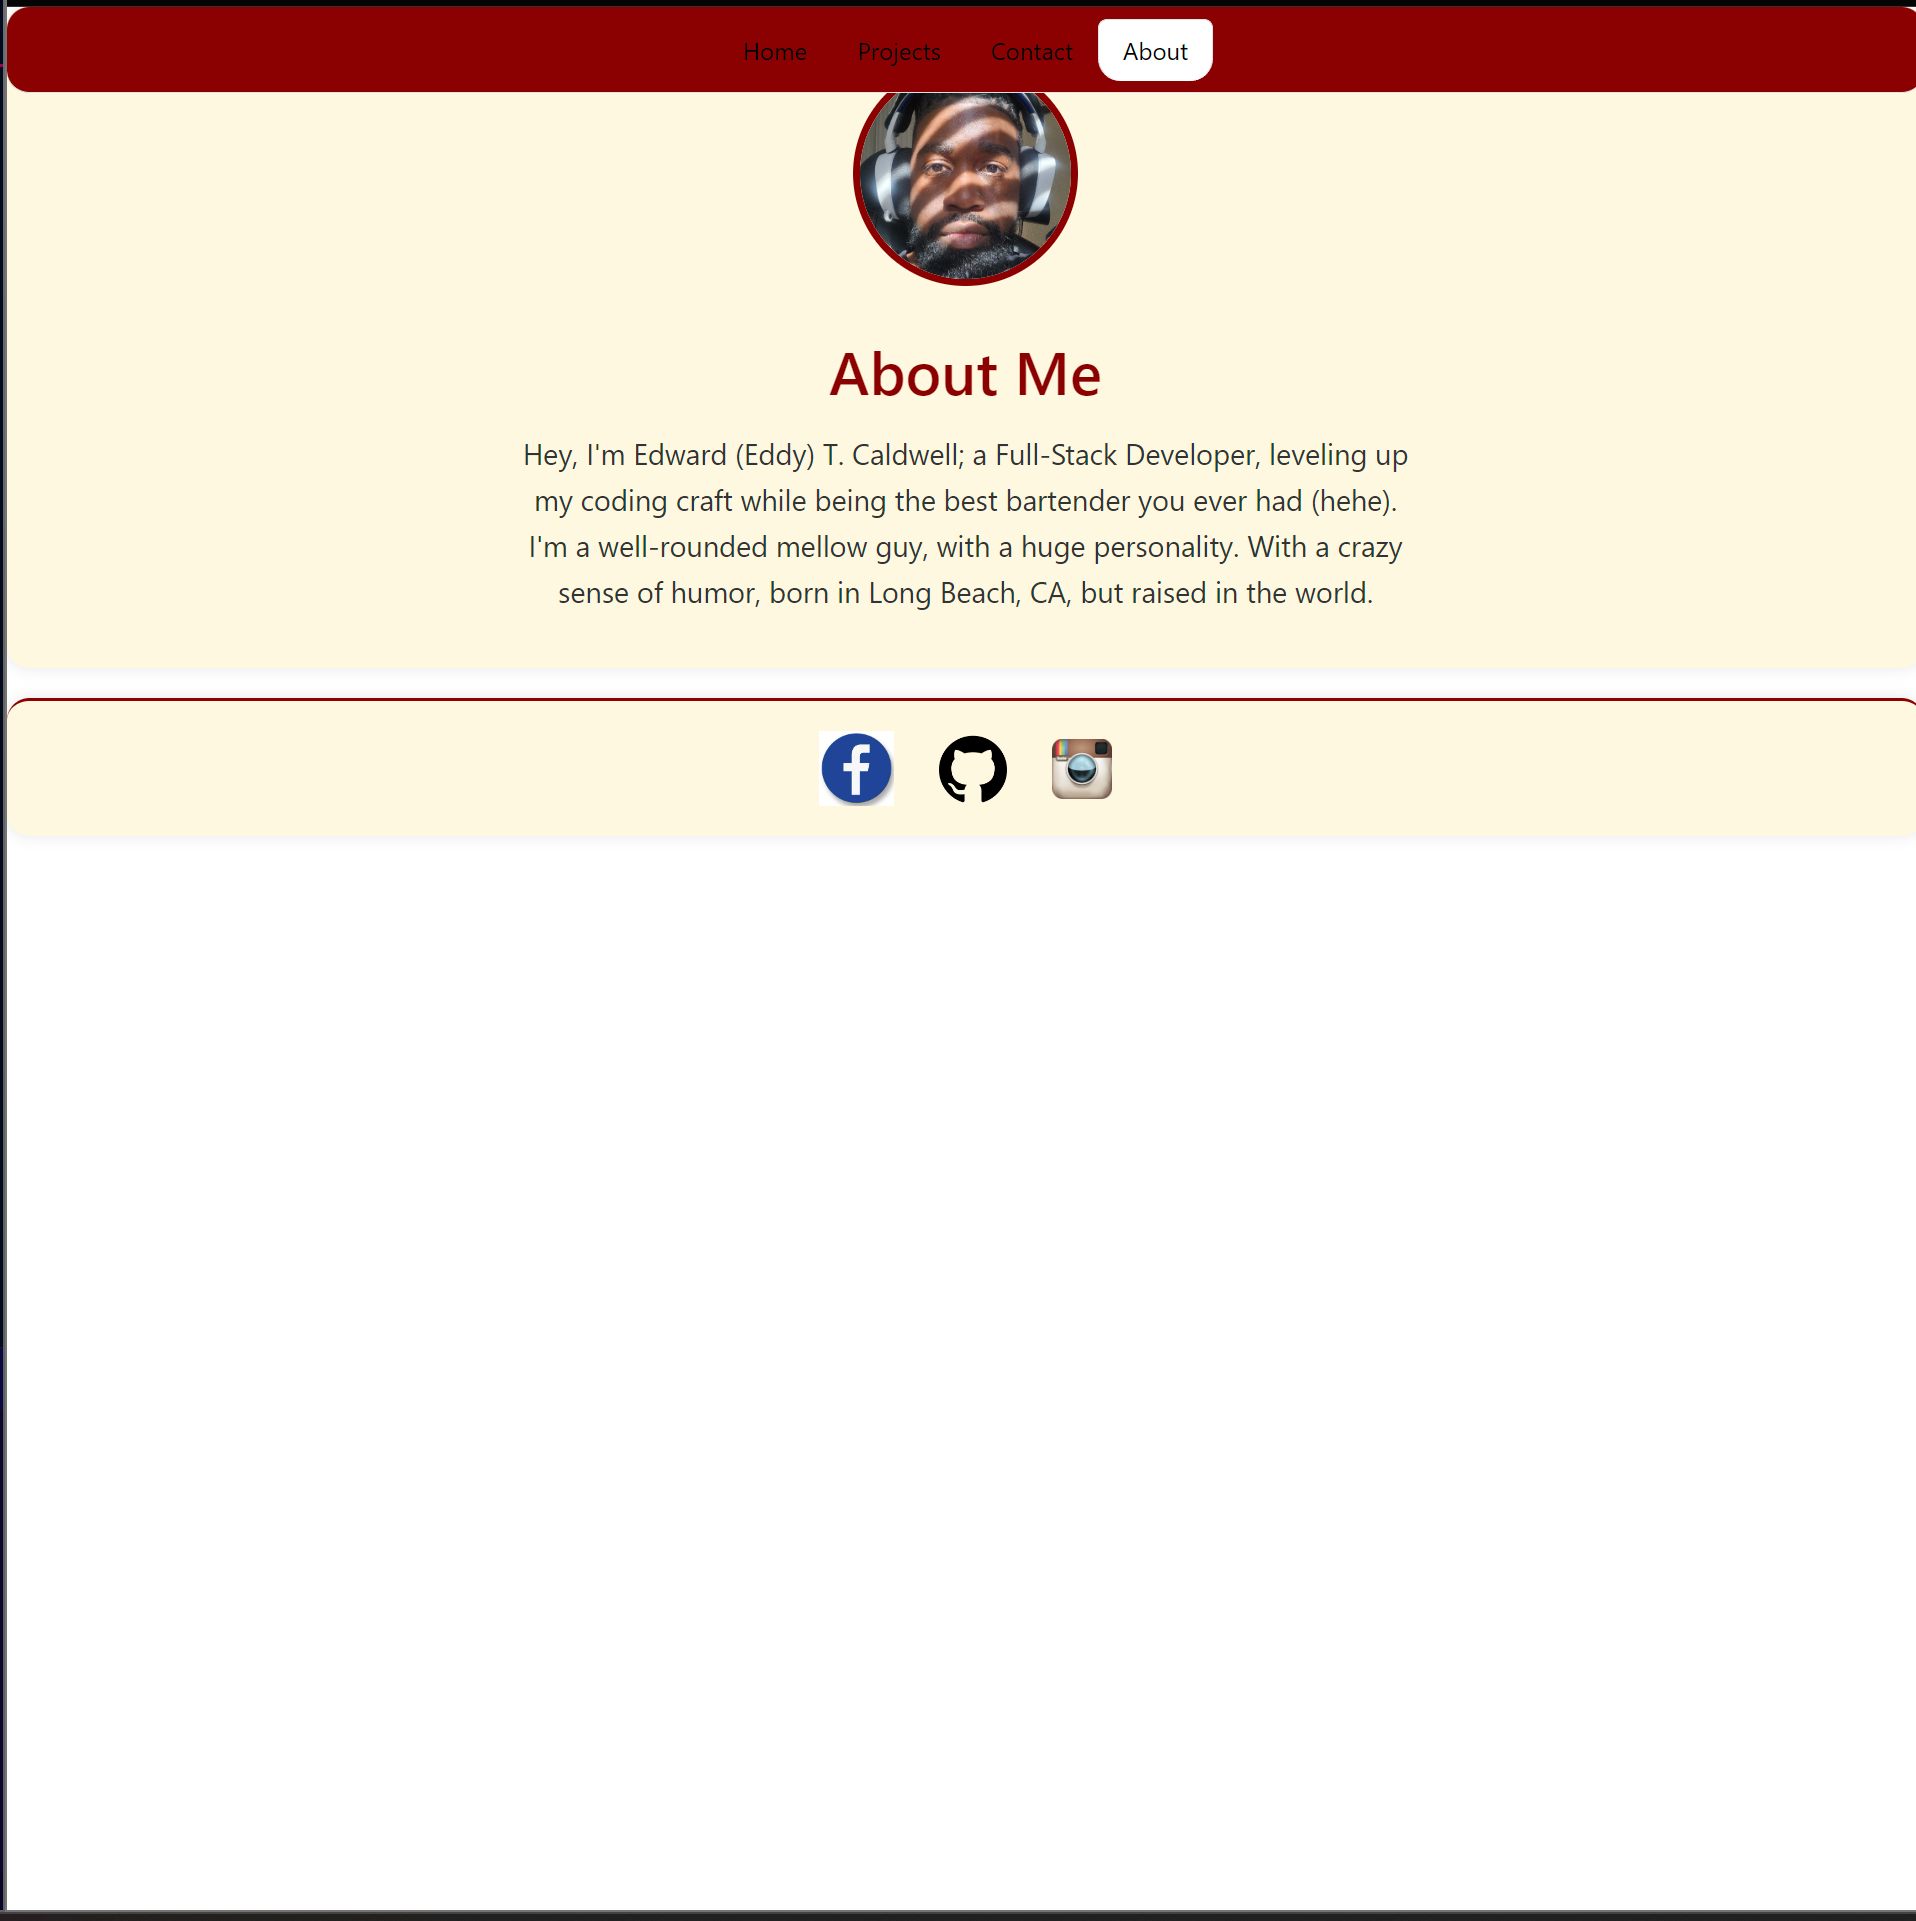 Home Projects Contact About
About Me
Hey, I'm Edward (Eddy) T. Caldwell; a Full-Stack Developer, leveling up
my coding craft while being the best bartender you ever had (hehe).
I'm a well-rounded mellow guy, with a huge personality. With a crazy
sense of humor, born in Long Beach, CA, but raised in the world.